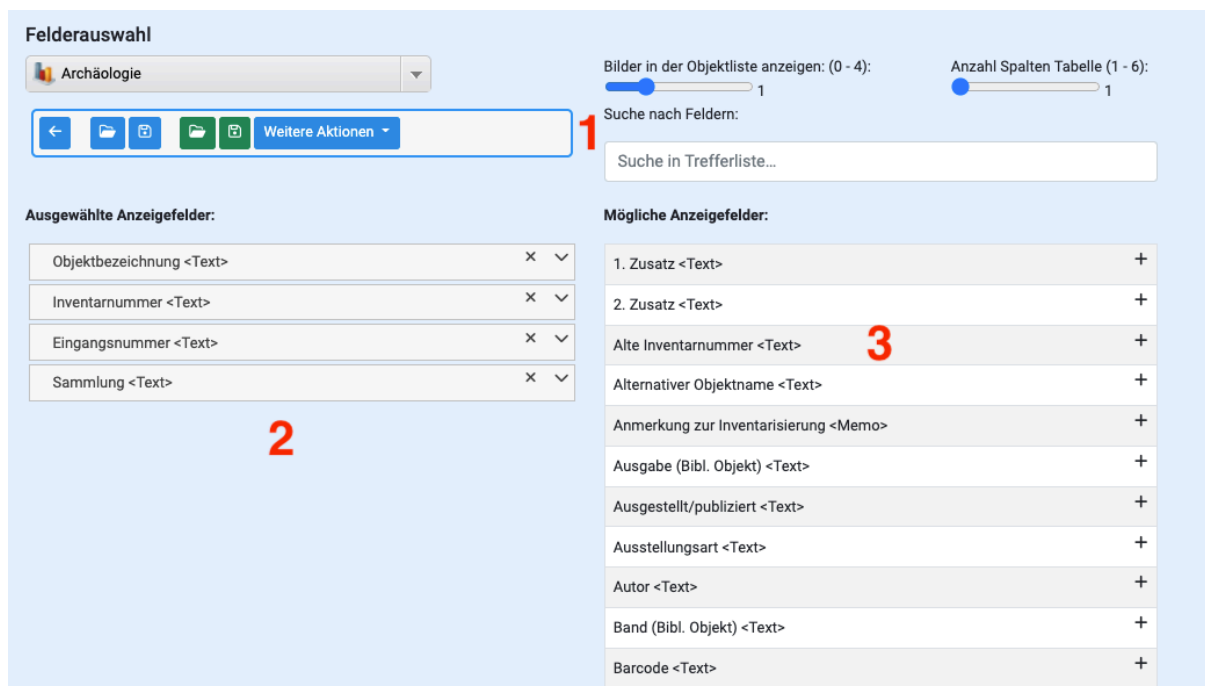 Felderauswahl
Archäologie
Bilder in der Objektliste anzeigen: (0 - 4):
1
Anzahl Spalten Tabelle (1 - 6):
1
Weitere Aktionen
1
Suche nach Feldern:
Suche in Trefferliste...
Ausgewählte Anzeigefelder:
Objektbezeichnung <Text>
Inventarnummer <Text>
Eingangsnummer <Text>
Sammlung <Text>
2
Mögliche Anzeigefelder:
1. Zusatz <Text>
2. Zusatz <Text>
Alte Inventarnummer <Text>
3
Alternativer Objektname <Text>
Anmerkung zur Inventarisierung <Memo>
Ausgabe (Bibl. Objekt) <Text>
Ausgestellt/publiziert <Text>
Ausstellungsart <Text>
Autor <Text>
Band (Bibl. Objekt) <Text>
Barcode <Text>